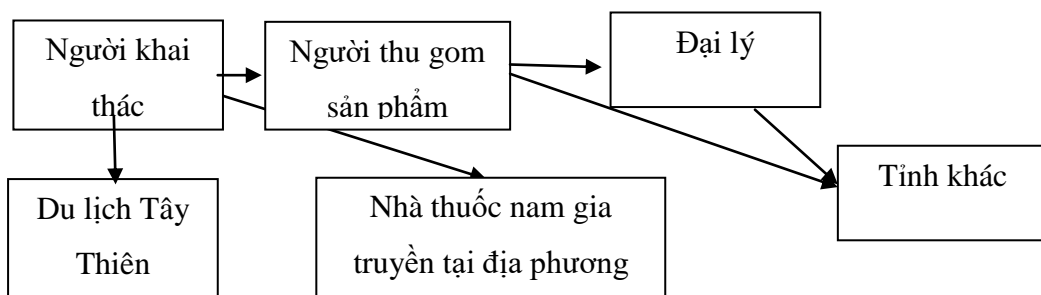 Người khai
thác
Người thu gom
sản phẩm
Đại lý
Tỉnh khác
Du lịch Tây
Thiên
Nhà thuốc nam gia
truyền tại địa phương